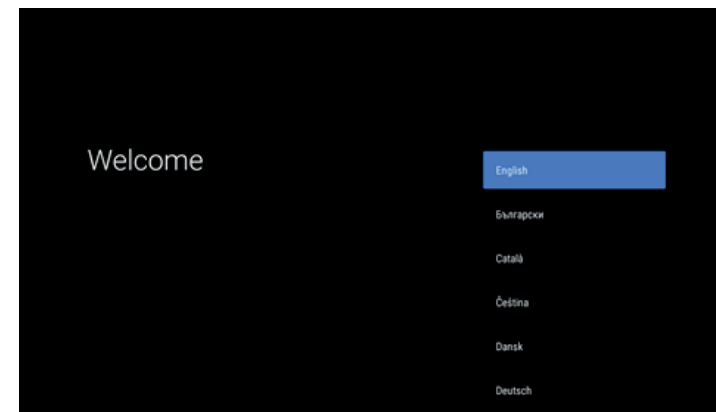 Welcome
English
Български
Català
Čeština
Dansk
Deutsch